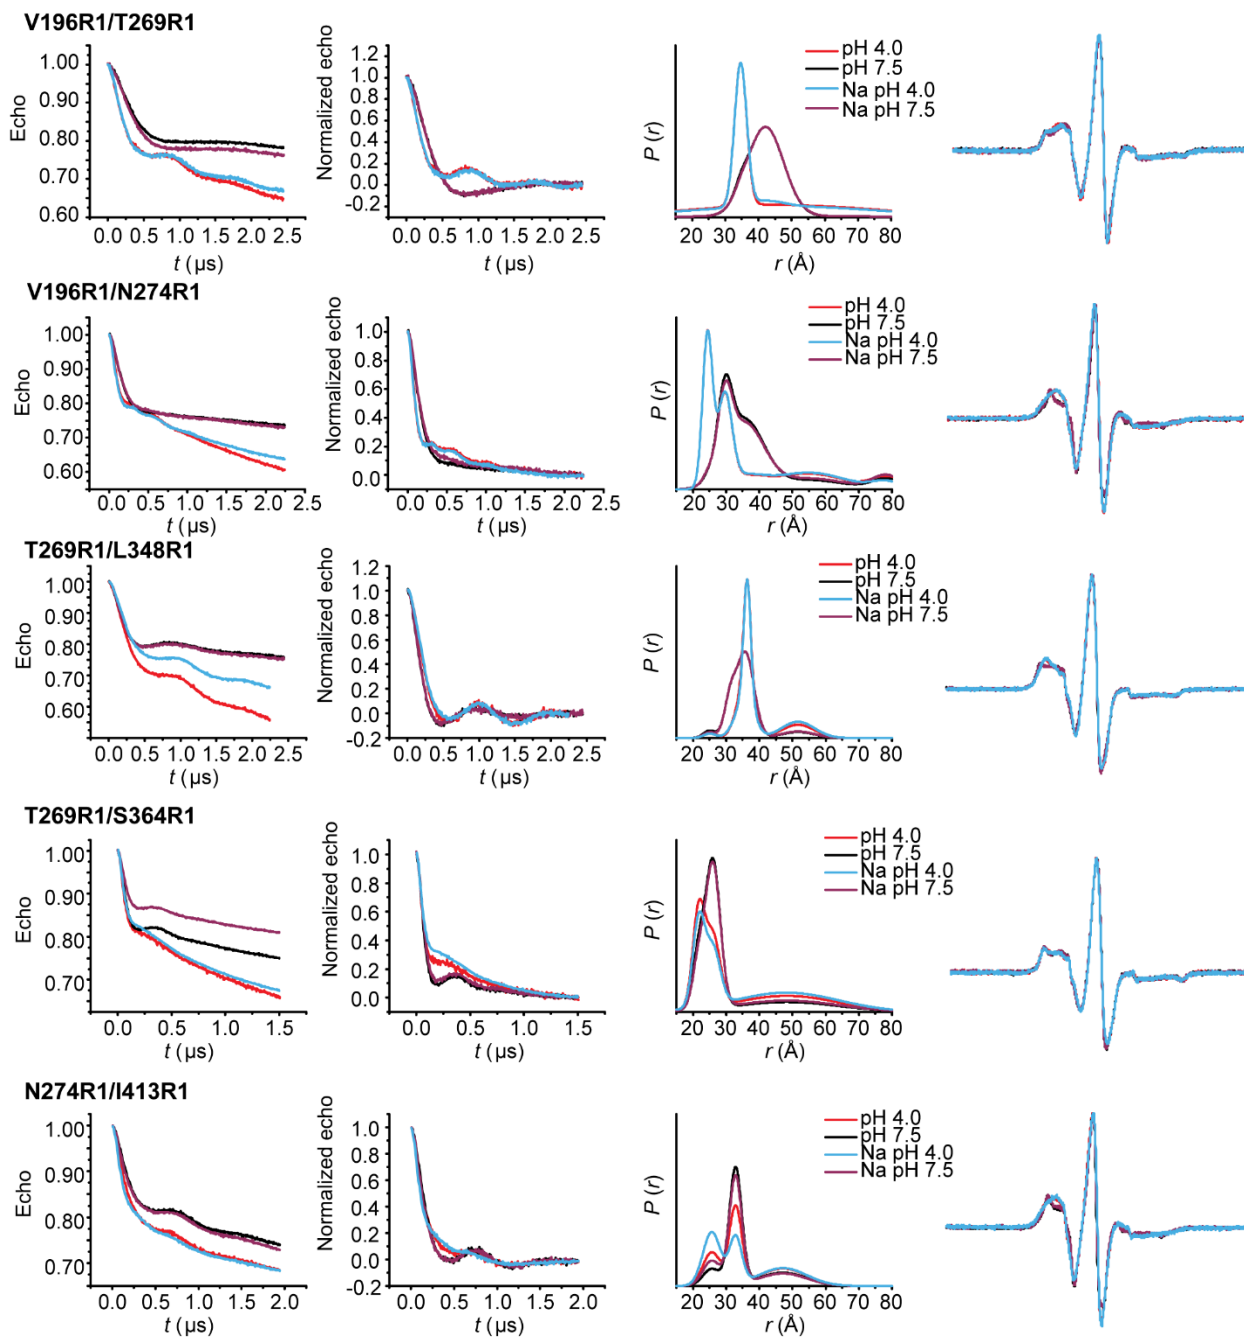 V196R1/T269R1
Echo
1.00
0.90
0.80
0.70
0.60
0.0 0.5 1.0 1.5 2.0 2.5
t (µs)
Normalized echo
1.2
1.0
0.8
0.6
0.4
0.2
0.0
-0.2
0.0 0.5 1.0 1.5 2.0 2.5
t (µs)
P (r)
pH 4.0
pH 7.5
Na pH 4.0
Na pH 7.5
20 30 40 50 60 70 80
r (Å)
V196R1/N274R1
Echo
1.00
0.90
0.80
0.70
0.60
0.0 0.5 1.0 1.5 2.0 2.5
t (µs)
Normalized echo
1.0
0.8
0.6
0.4
0.2
0.0
0.0 0.5 1.0 1.5 2.0 2.5
t (µs)
P (r)
pH 4.0
pH 7.5
Na pH 4.0
Na pH 7.5
20 30 40 50 60 70 80
r (Å)
T269R1/L348R1
Echo
1.00
0.90
0.80
0.70
0.60
0.0 0.5 1.0 1.5 2.0 2.5
t (µs)
Normalized echo
1.2
1.0
0.8
0.6
0.4
0.2
0.0
-0.2
0.0 0.5 1.0 1.5 2.0 2.5
t (µs)
P (r)
pH 4.0
pH 7.5
Na pH 4.0
Na pH 7.5
20 30 40 50 60 70 80
r (Å)
T269R1/S364R1
Echo
1.00
0.90
0.80
0.70
0.0 0.5 1.0 1.5
t (µs)
Normalized echo
1.0
0.8
0.6
0.4
0.2
0.0
0.0 0.5 1.0 1.5
t (µs)
P (r)
pH 4.0
pH 7.5
Na pH 4.0
Na pH 7.5
20 30 40 50 60 70 80
r (Å)
N274R1/I413R1
Echo
1.00
0.90
0.80
0.70
0.0 0.5 1.0 1.5 2.0
t (µs)
Normalized echo
1.0
0.8
0.6
0.4
0.2
0.0
-0.2
0.0 0.5 1.0 1.5 2.0
t (µs)
P (r)
pH 4.0
pH 7.5
Na pH 4.0
Na pH 7.5
20 30 40 50 60 70 80
r (Å)